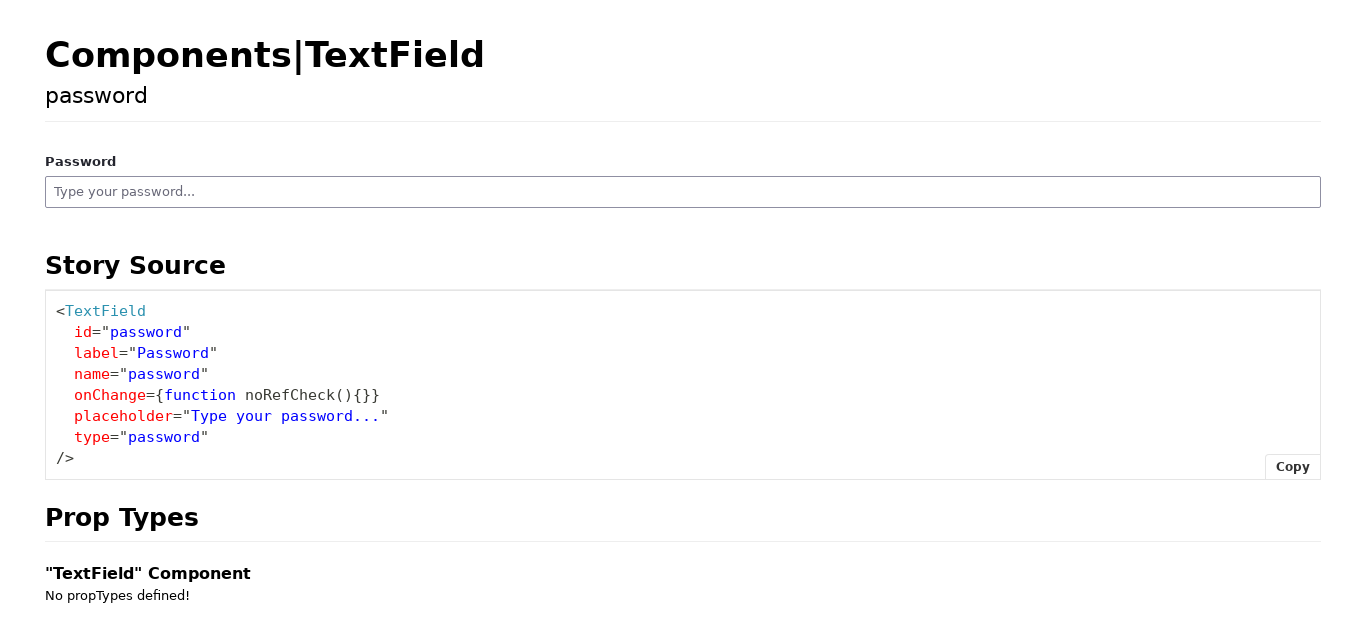 Components|TextField
password
Password
Type your password...
Story Source
<TextField
  id="password"
  label="Password"
  name="password"
  onChange={function noRefCheck(){}}
  placeholder="Type your password..."
  type="password"
/>
Copy
Prop Types
"TextField" Component
No propTypes defined!